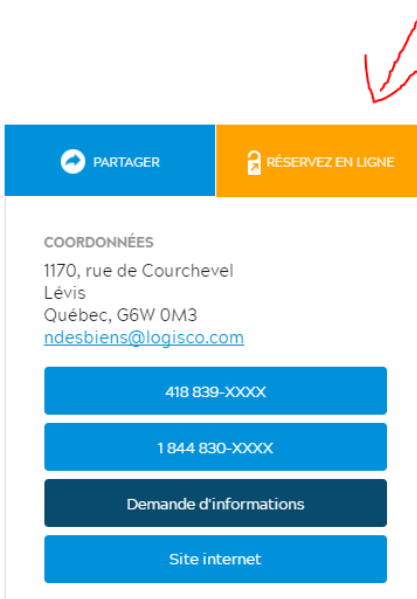 PARTAGER
RÉSERVEZ EN LIGNE
COORDONNÉES
1170, rue de Courchevel
Lévis
Québec, G6W 0M3
ndesbiens@logisco.com
418 839-XXXX
1 844 830-XXXX
Demande d'informations
Site internet